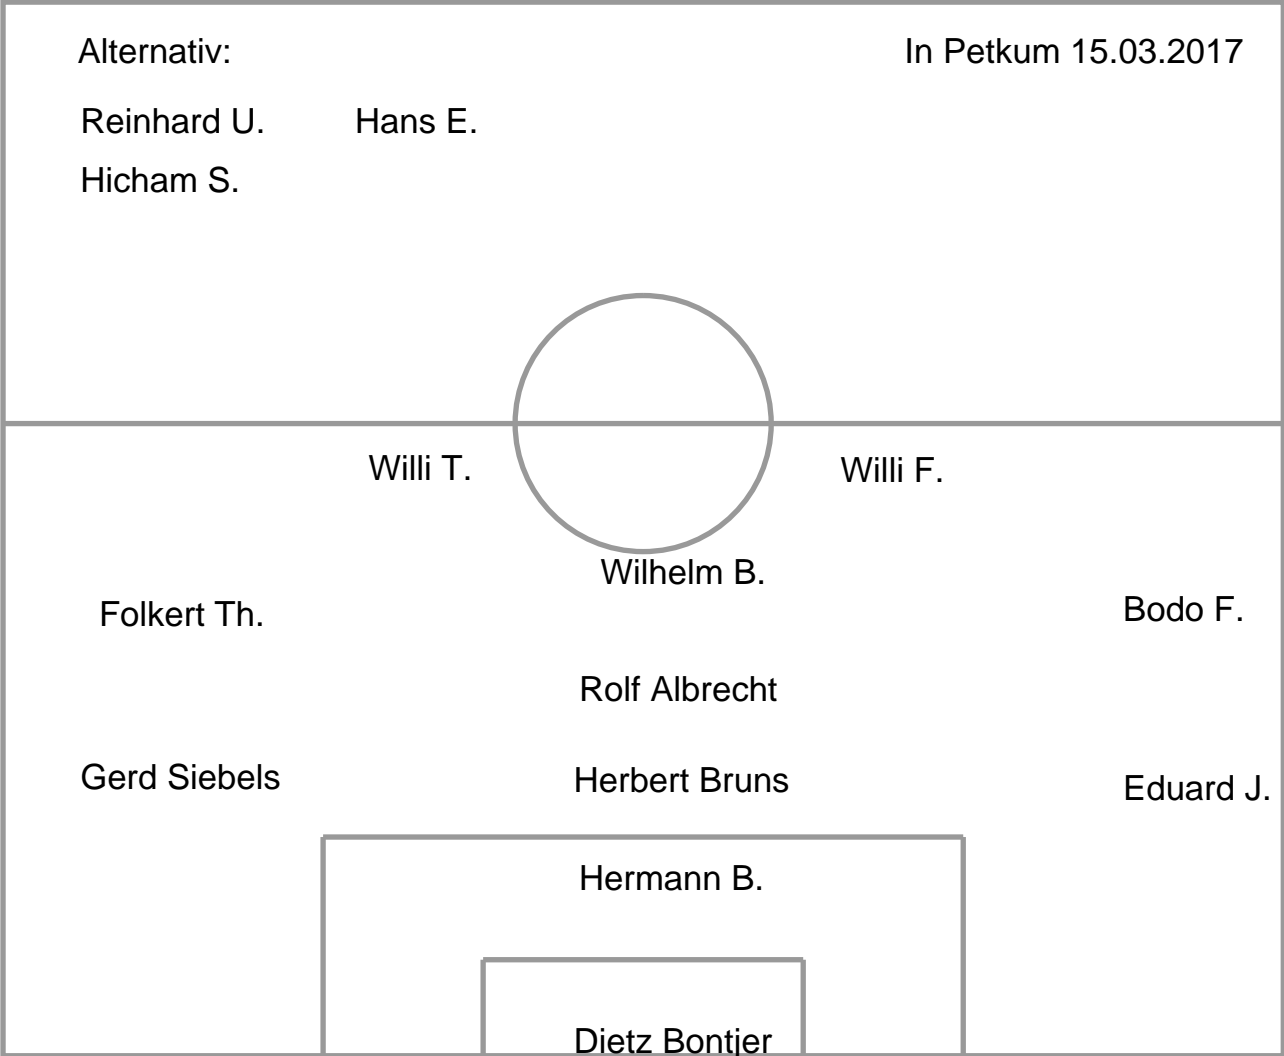 Alternativ:
In Petkum 15.03.2017
Reinhard U.
Hans E.
Hicham S.
Willi T.
Willi F.
Wilhelm B.
Folkert Th.
Bodo F.
Rolf Albrecht
Gerd Siebels
Herbert Bruns
Eduard J.
Hermann B.
Dietz Bontjer